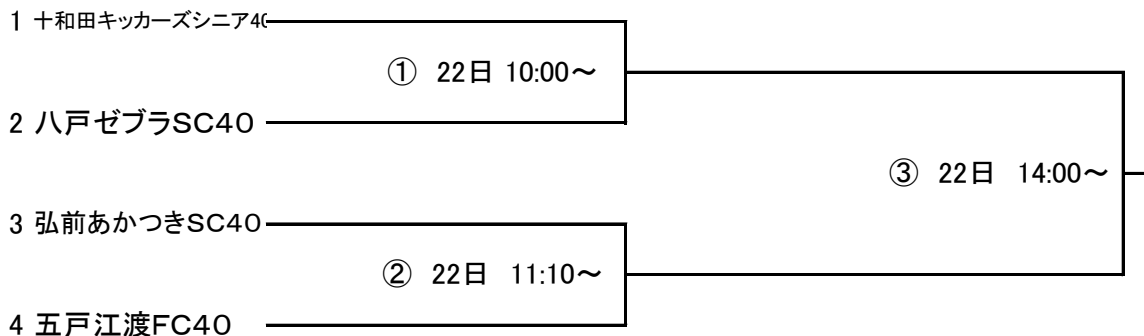 1 十和田キッカーズシニア40
① 22日 10:00～
2 八戸ゼブラSC40
③ 22日 14:00～
3 弘前あかつきSC40
② 22日 11:10～
4 五戸江渡FC40